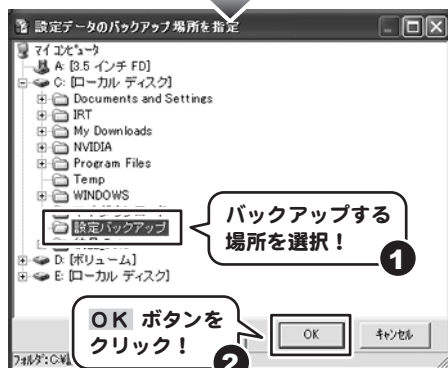 設定データのバックアップ場所を指定
マイ コンピュータ
A: [3.5 インチ FD]
C: [ローカル ディスク]
Documents and Settings
IRT
My Downloads
NVIDIA
Program Files
Temp
WINDOWS
設定バックアップ
D: [ボリューム]
E: [ローカル ディスク]
バックアップする
場所を選択！
1
OK ボタンを
クリック！
2
OK
キャンセル
フォルダ: C:¥